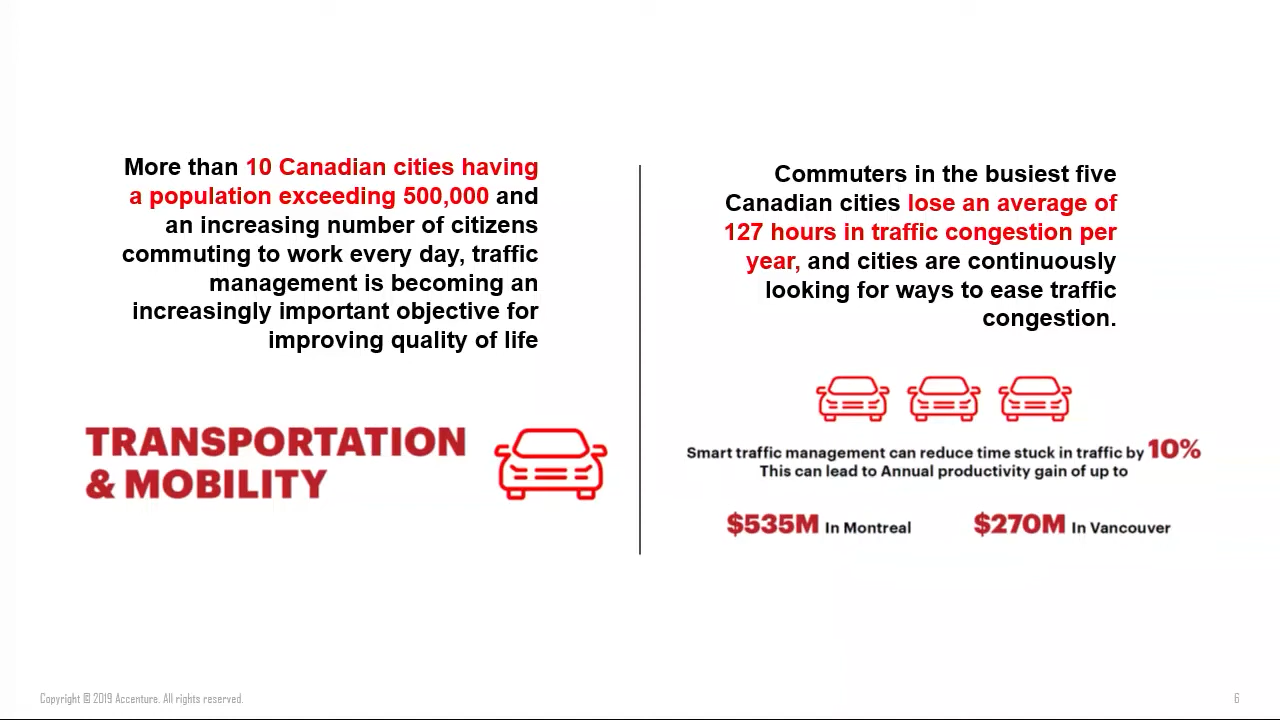 More than 10 Canadian cities having
a population exceeding 500,000 and
an increasing number of citizens
commuting to work every day, traffic
management is becoming an
increasingly important objective for
improving quality of life
TRANSPORTATION
& MOBILITY
Commuters in the busiest five
Canadian cities lose an average of
127 hours in traffic congestion per
year, and cities are continuously
looking for ways to ease traffic
congestion.
Smart traffic management can reduce time stuck in traffic by 10%
This can lead to Annual productivity gain of up to
$535M In Montreal
$270M In Vancouver
Copyright © 2019 Accenture. All rights reserved.
6